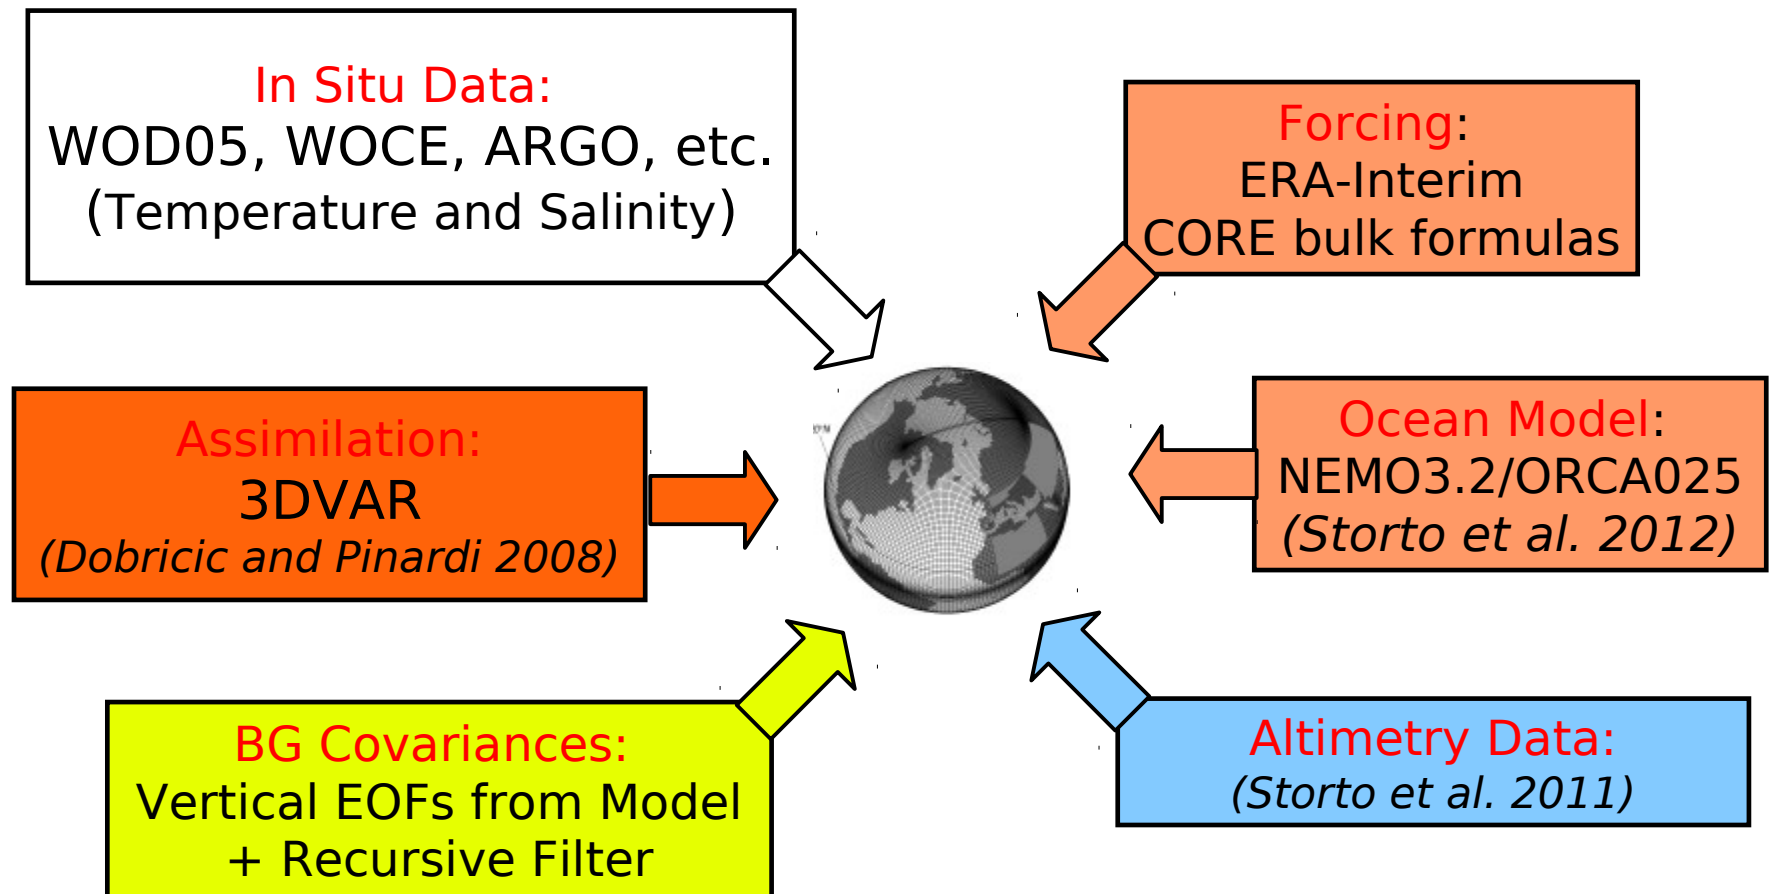 In Situ Data:
WOD05, WOCE, ARGO, etc.
(Temperature and Salinity)
Forcing:
ERA-Interim
CORE bulk formulas
Assimilation:
3DVAR
(Dobricic and Pinardi 2008)
Ocean Model:
NEMO3.2/ORCA025
(Storto et al. 2012)
BG Covariances:
Vertical EOFs from Model
+ Recursive Filter
Altimetry Data:
(Storto et al. 2011)